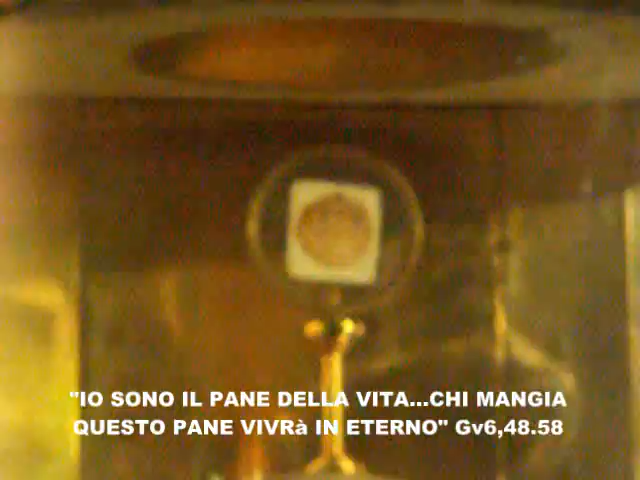 "IO SONO IL PANE DELLA VITA...CHI MANGIA
QUESTO PANE VIVRà IN ETERNO" Gv6,48.58